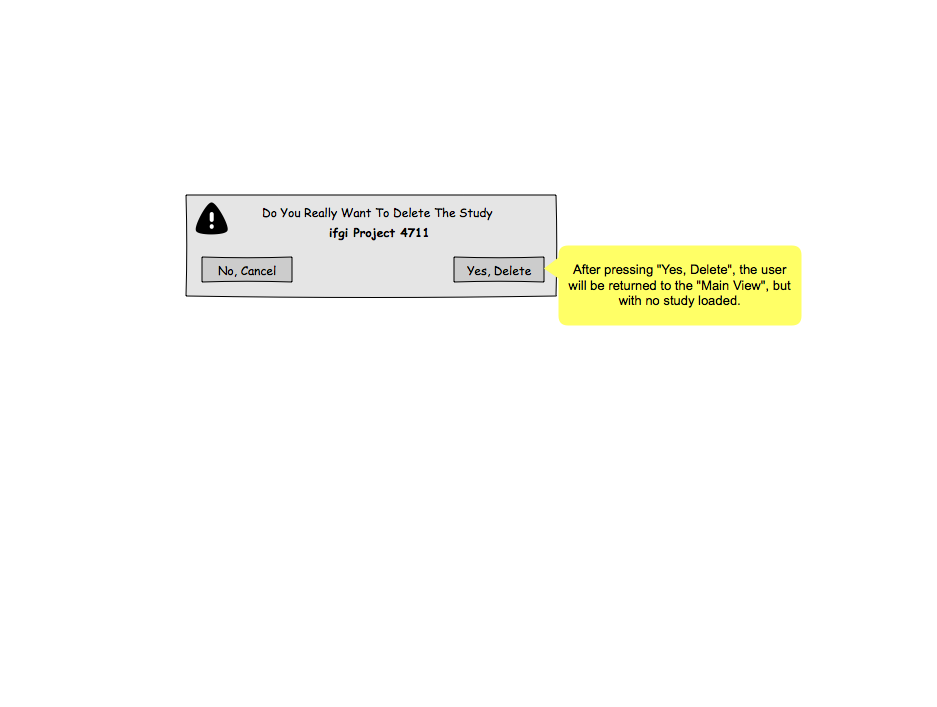 Do You Really Want To Delete The Study
ifgi Project 4711
No, Cancel
Yes, Delete
After pressing "Yes, Delete", the user
will be returned to the "Main View", but
with no study loaded.